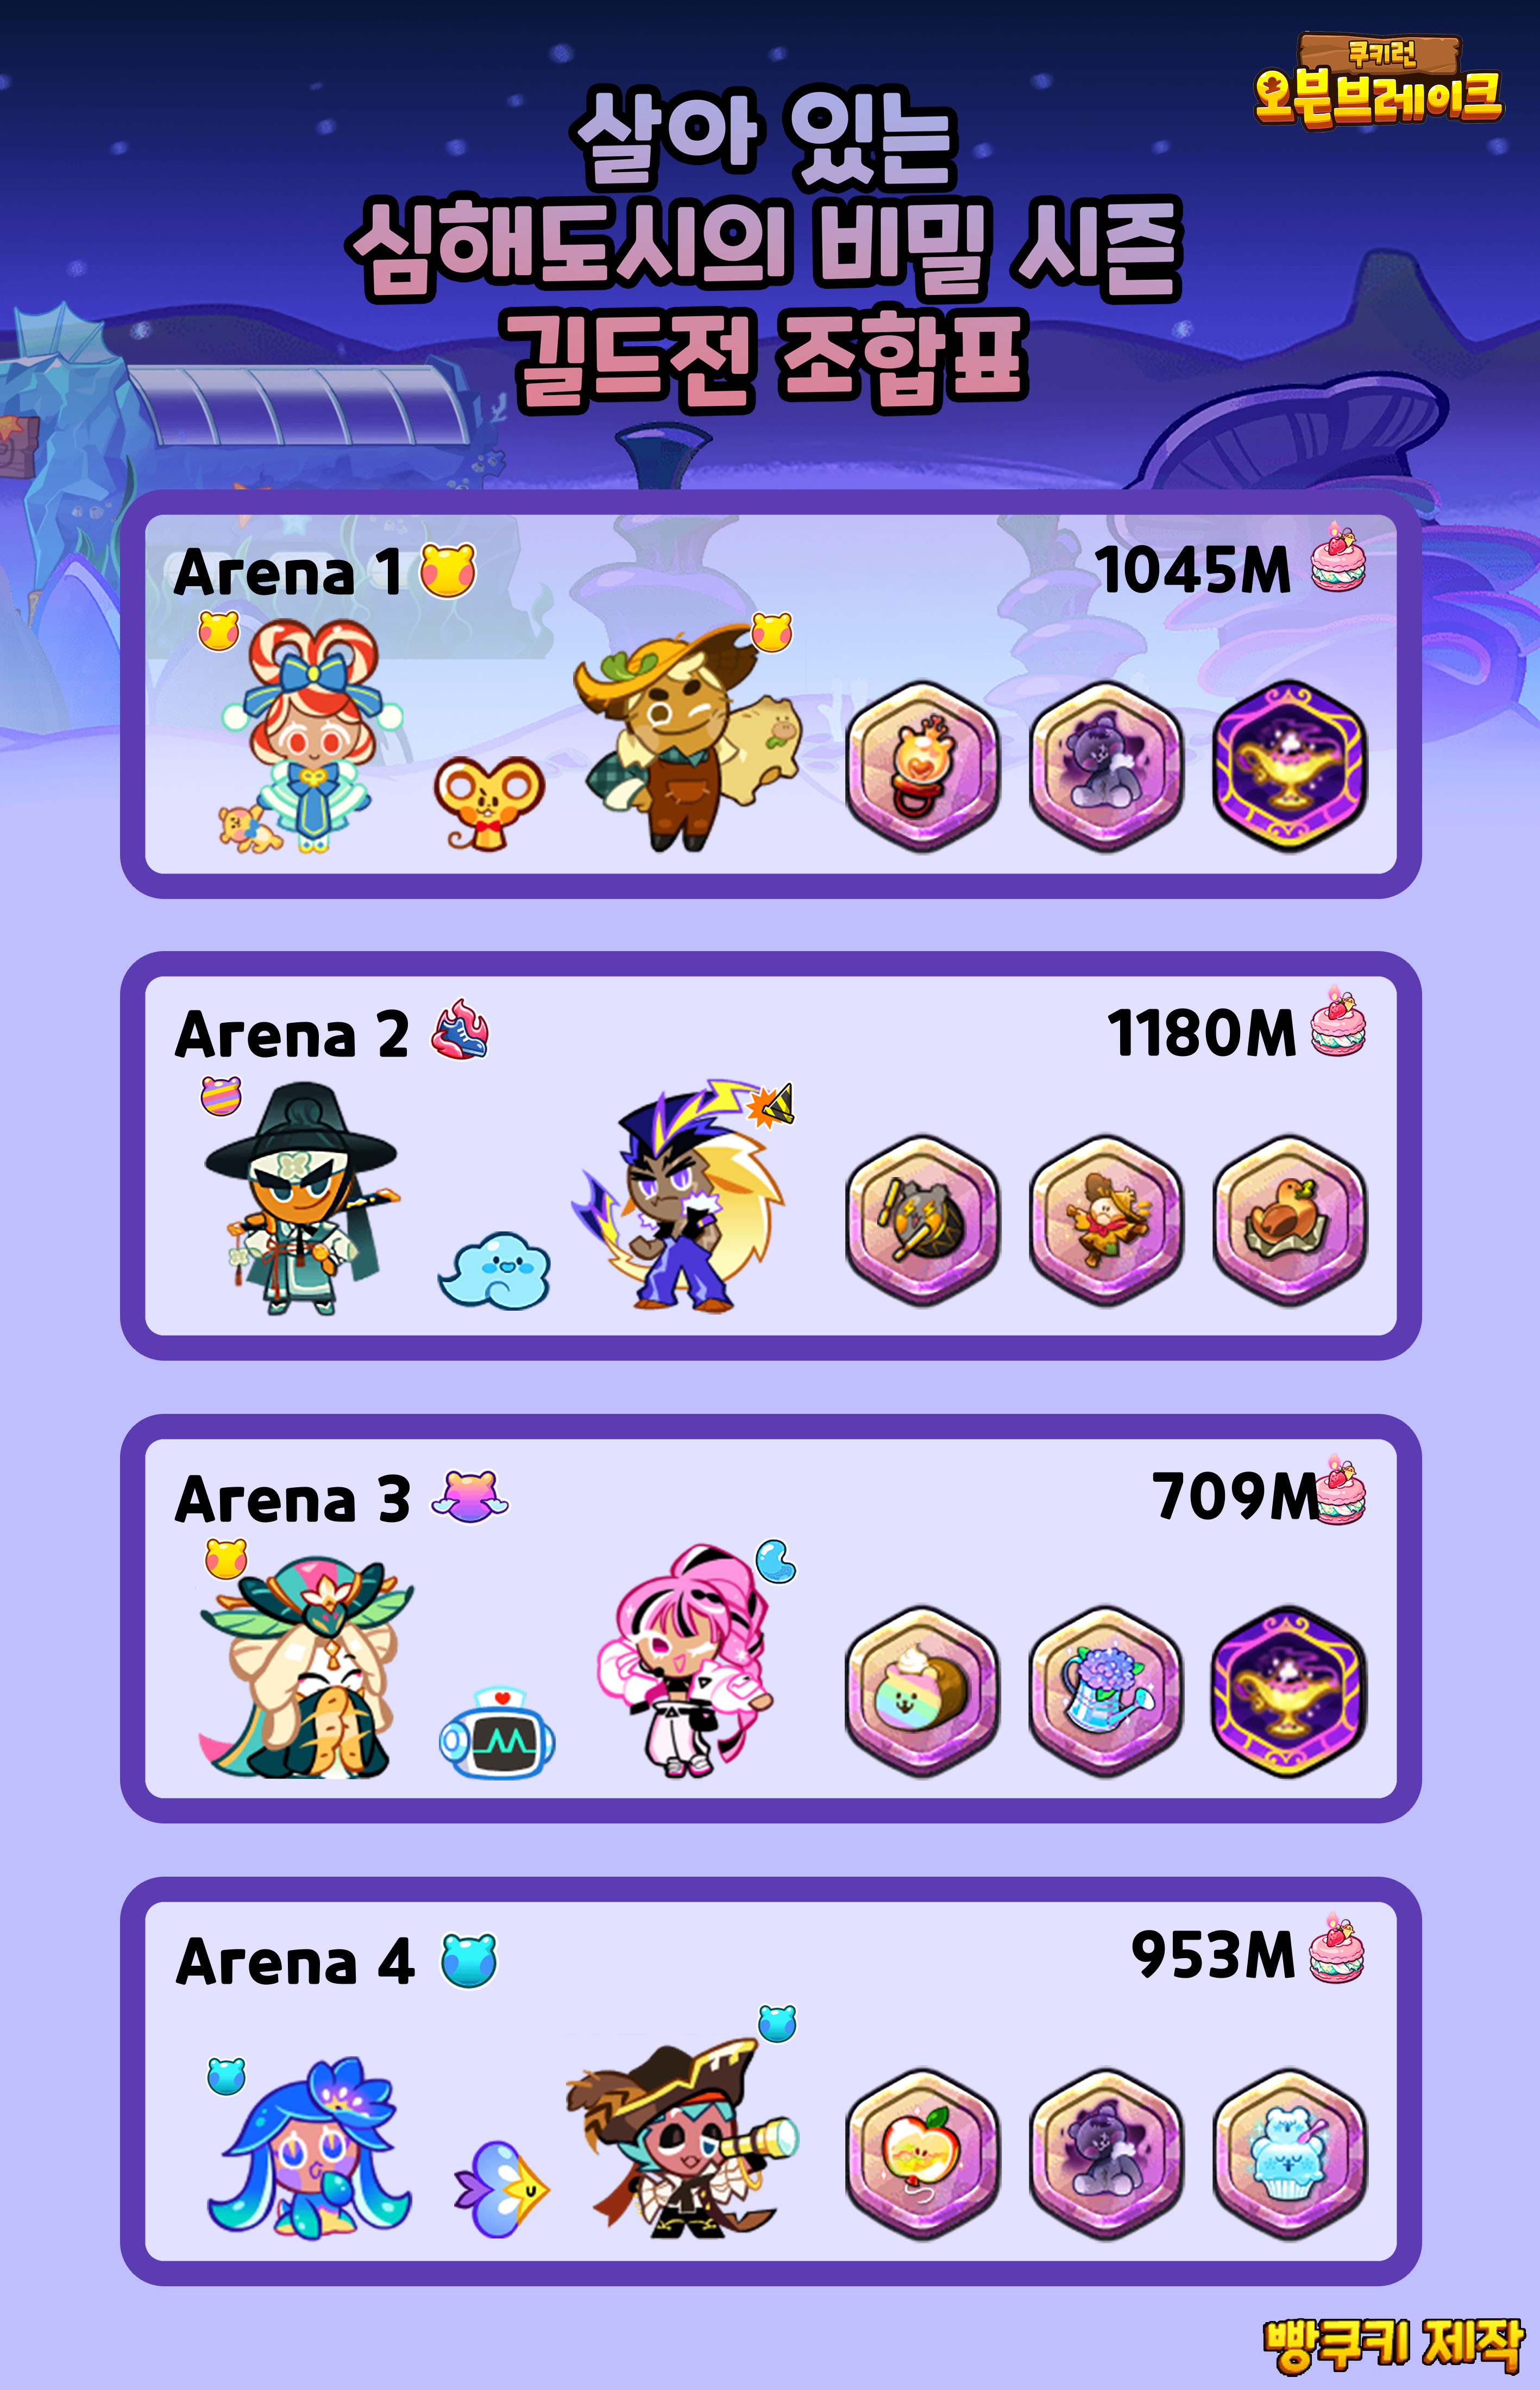 쿠키런
오븐브레이크
살아 있는
심해도시의 비밀 시즌
길드전 조합표
Arena 1
1045M
Arena 2
1180M
Arena 3
709M
Arena 4
953M
빵쿠키 제작